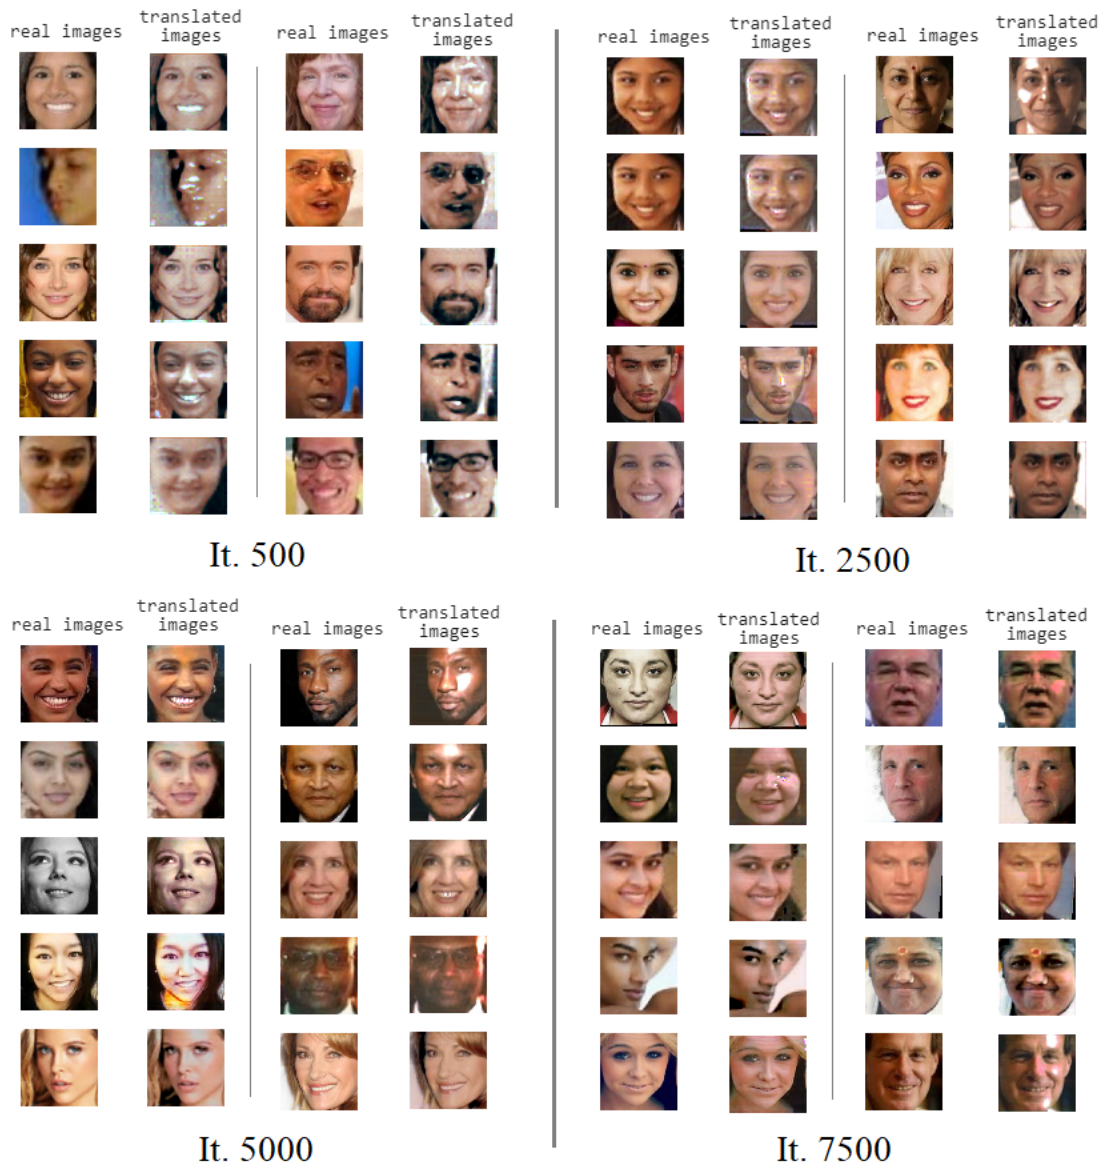 real images
translated
images
real images
translated
images
It. 500
real images
translated
images
real images
translated
images
It. 2500
real images
translated
images
real images
translated
images
It. 5000
real images
translated
images
real images
translated
images
It. 7500